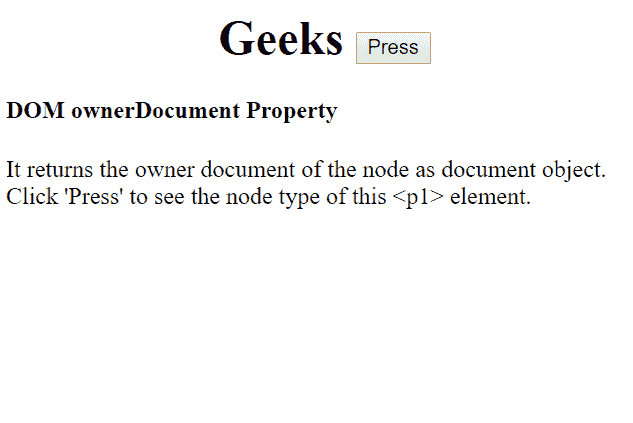 Geeks Press
DOM ownerDocument Property
It returns the owner document of the node as document object.
Click 'Press' to see the node type of this <p1> element.